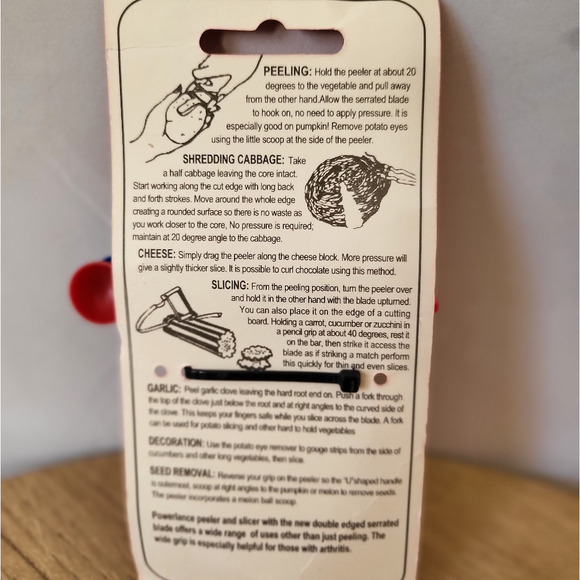 PEELING: Hold the peeler at about 20
degrees to the vegetable and pull away
from the other hand.Allow the serrated blade
to hook on, no need to apply pressure. It is
especially good on pumpkin! Remove potato eyes
using the little scoop at the side of the peeler.
SHREDDING CABBAGE: Take
a half cabbage leaving the core intact.
Start working along the cut edge with long back
and forth strokes. Move around the whole edge
creating a rounded surface so there is no waste as
you work closer to the core, No pressure is required;
maintain at 20 degree angle to the cabbage.
CHEESE: Simply drag the peeler along the cheese block. More pressure will
give a slightly thicker slice. It is possible to curl chocolate using this method.
SLICING: From the peeling position, turn the peeler over
and hold it in the other hand with the blade upturned.
You can also place it on the edge of a cutting
board. Holding a carrot, cucumber or zucchini in
a pencil grip at about 40 degrees, rest it
on the bar, then strike it access the
blade as if striking a match perform
this quickly for thin and even slices.
GARLIC: Peel garlic clove leaving the hard root end on. Push a fork through
the top of the clove just below the root and at right angles to the curved side of
the clove. This keeps your fingers safe while you slice across the blade. A fork
can be used for potato slicing and other hard to hold vegetables
DECORATION: Use the potato eye remover to gouge strips from the side of
cucumbers and other long vegetables, then slice.
SEED REMOVAL: Reverse your grip on the peeler so the "U"shaped handle
is outermost, scoop at right angles to the pumpkin or melon to remove seeds.
The peeler incorporates a melon ball scoop.
Powerlance peeler and slicer with the new double edged serrated
blade offers a wide range of uses other than just peeling. The
wide grip is especially helpful for those with arthritis.